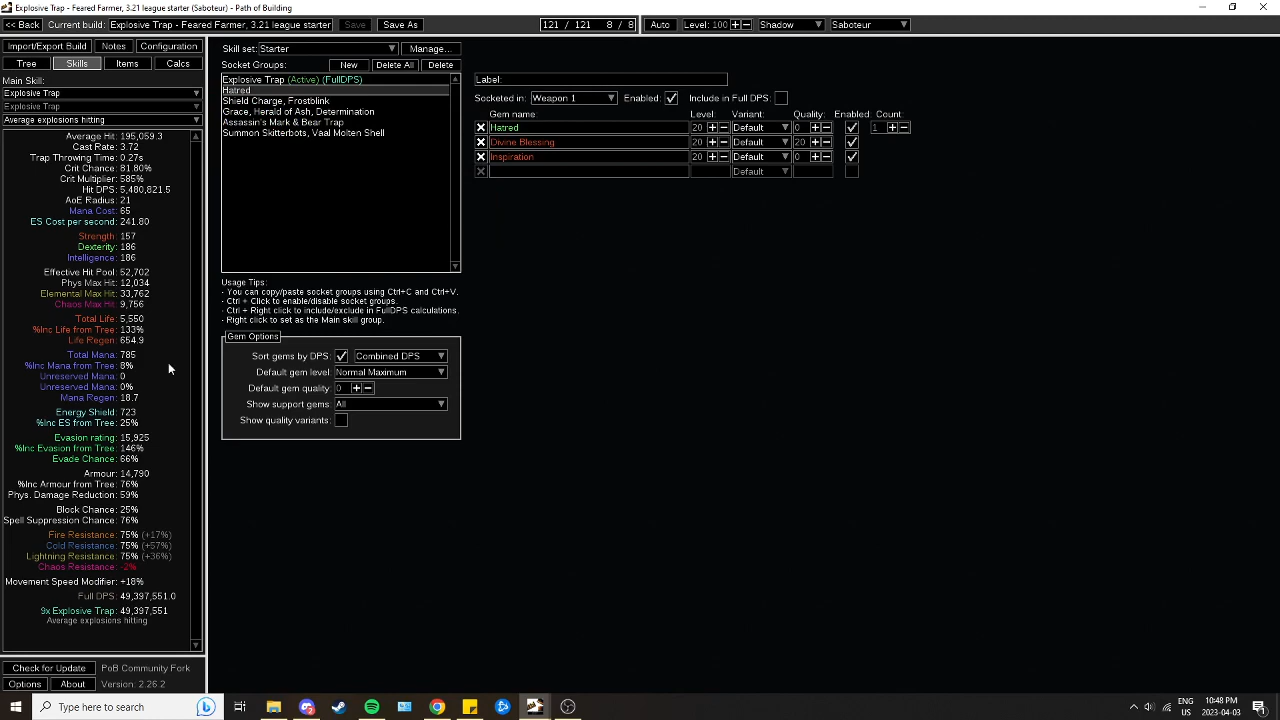 Explosive Trap - Feared Farmer, 3.21 league starter (Saboteur) - Path of Building
<< Back Current build: Explosive Trap - Feared Farmer, 3.21 league starter Save Save As 121 / 121 8 / 8 Auto Level: 100 + - Shadow Saboteur
Import/Export Build Notes Configuration
Tree Skills Items Calcs
Main Skill:
Explosive Trap
Explosive Trap
Average explosions hitting
Average Hit: 195,059.3
Cast Rate: 3.72
Trap Throwing Time: 0.27s
Crit Chance: 81.80%
Crit Multiplier: 585%
Hit DPS: 5,480,821.5
AoE Radius: 21
Mana Cost: 65
ES Cost per second: 241.80
Strength: 157
Dexterity: 186
Intelligence: 186
Effective Hit Pool: 52,702
Phys Max Hit: 12,034
Elemental Max Hit: 33,762
Chaos Max Hit: 9,756
Total Life: 5,550
%Inc Life from Tree: 133%
Life Regen: 654.9
Total Mana: 785
%Inc Mana from Tree: 8%
Unreserved Mana: 0
Unreserved Mana: 0%
Mana Regen: 18.7
Energy Shield: 723
%Inc ES from Tree: 25%
Evasion rating: 15,925
%Inc Evasion from Tree: 146%
Evade Chance: 66%
Armour: 14,790
%Inc Armour from Tree: 76%
Phys. Damage Reduction: 59%
Block Chance: 25%
Spell Suppression Chance: 76%
Fire Resistance: 75% (+17%)
Cold Resistance: 75% (+57%)
Lightning Resistance: 75% (+36%)
Chaos Resistance: -2%
Movement Speed Modifier: +18%
Full DPS: 49,397,551.0
9x Explosive Trap: 49,397,551
Average explosions hitting
Check for Update PoB Community Fork
Options About Version: 2.26.2
Skill set: Starter Manage...
Socket Groups: New Delete All Delete
Explosive Trap (Active) (FullDPS)
Hatred
Shield Charge, Frostblink
Grace, Herald of Ash, Determination
Assassin's Mark & Bear Trap
Summon Skitterbots, Vaal Molten Shell
Usage Tips:
- You can copy/paste socket groups using Ctrl+C and Ctrl+V.
- Ctrl + Click to enable/disable socket groups.
- Ctrl + Right click to include/exclude in FullDPS calculations.
- Right click to set as the Main skill group.
Gem Options
Sort gems by DPS: Combined DPS
Default gem level: Normal Maximum
Default gem quality: 0 + -
Show support gems: All
Show quality variants:
Label:
Socketed in: Weapon 1 Enabled: Include in Full DPS:
Gem name: Level: Variant: Quality: Enabled: Count:
Hatred 20 + - Default 0 + - 1 + -
Divine Blessing 20 + - Default 20 + -
Inspiration 20 + - Default 0 + -
Default
Type here to search
ENG 10:48 PM
US 2023-04-03